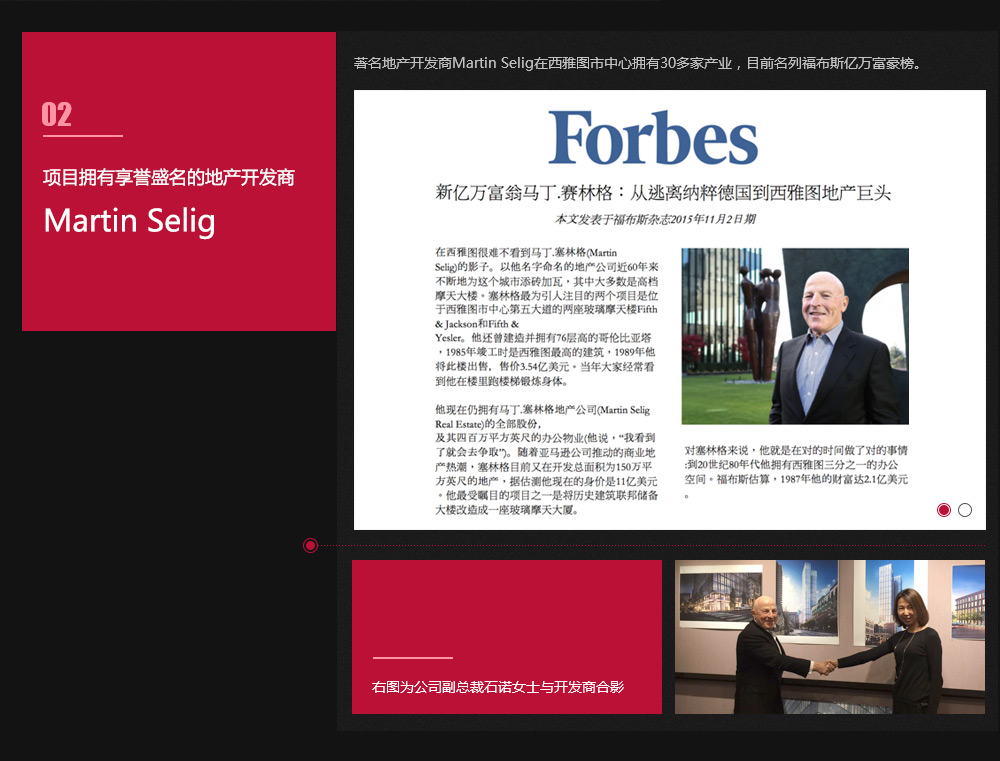 02
项目拥有享誉盛名的地产开发商
Martin Selig
著名地产开发商Martin Selig在西雅图市中心拥有30多家产业，目前名列福布斯亿万富豪榜。
Forbes
新亿万富翁马丁.赛林格：从逃离纳粹德国到西雅图地产巨头
本文发表于福布斯杂志2015年11月2日期
在西雅图很难不看到马丁.塞林格(Martin
Selig)的影子。以他名字命名的地产公司近60年来
不断地为这个城市添砖加瓦，其中大多数是高档
摩天大楼。塞林格最为引人注目的两个项目是位
于西雅图市中心第五大道的两座玻璃摩天楼Fifth
& Jackson和Fifth &
Yesler。他还曾建造并拥有76层高的哥伦比亚塔
，1985年竣工时是西雅图最高的建筑，1989年他
将此楼出售，售价3.54亿美元。当年大家经常看
到他在楼里跑楼梯锻炼身体。
他现在仍拥有马丁.塞林格地产公司(Martin Selig
Real Estate)的全部股份，
及其四百万平方英尺的办公物业(他说，“我看到
了就会去争取”)。随着亚马逊公司推动的商业地
产热潮，塞林格目前又在开发总面积为150万平
方英尺的地产，据估测他现在的身价是11亿美元
。他最受瞩目的项目之一是将历史建筑联邦储备
大楼改造成一座玻璃摩天大厦。
对塞林格来说，他就是在对的时间做了对的事情
:到20世纪80年代他拥有西雅图三分之一的办公
空间。福布斯估算，1987年他的财富达2.1亿美元
。
右图为公司副总裁石诺女士与开发商合影